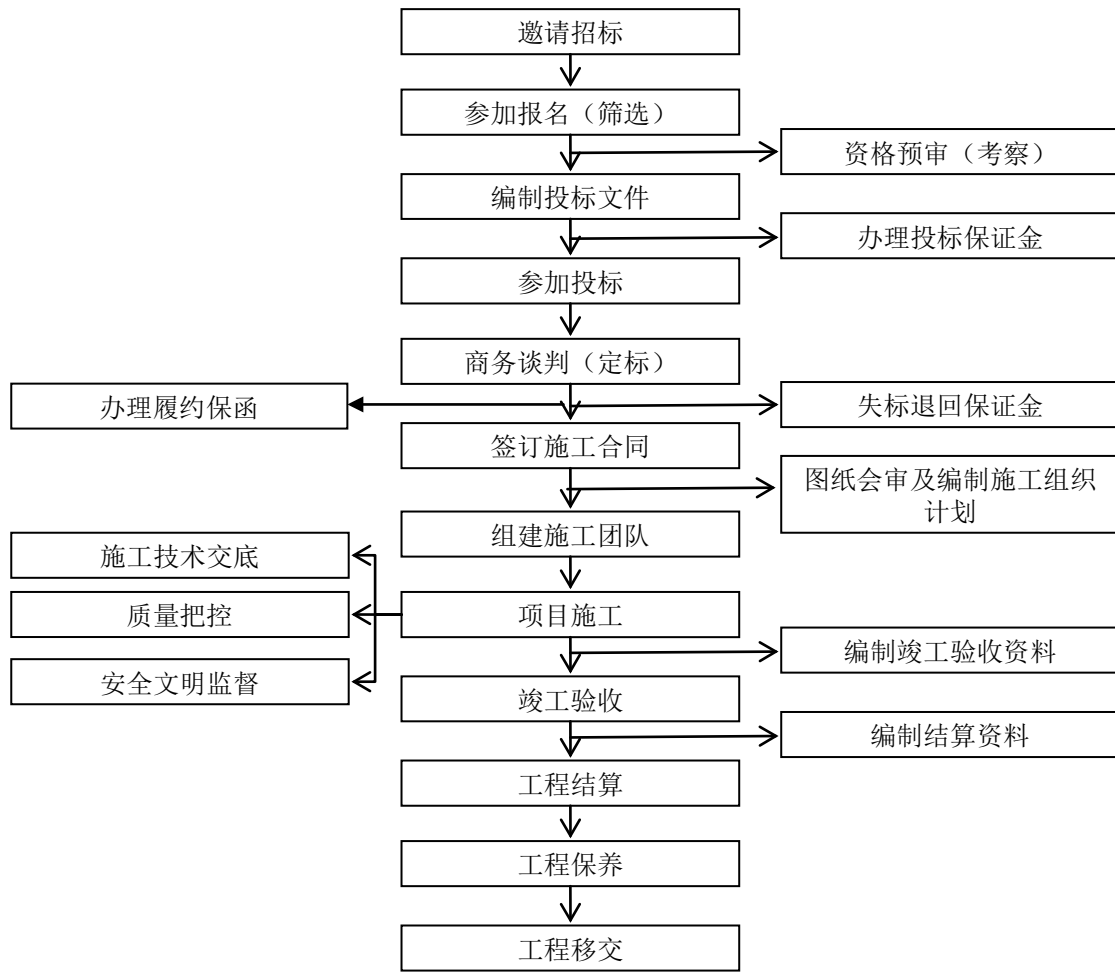 邀请招标
参加报名（筛选）
资格预审（考察）
编制投标文件
办理投标保证金
参加投标
商务谈判（定标）
办理履约保函
失标退回保证金
签订施工合同
图纸会审及编制施工组织
计划
组建施工团队
施工技术交底
质量把控
项目施工
编制竣工验收资料
安全文明监督
竣工验收
编制结算资料
工程结算
工程保养
工程移交